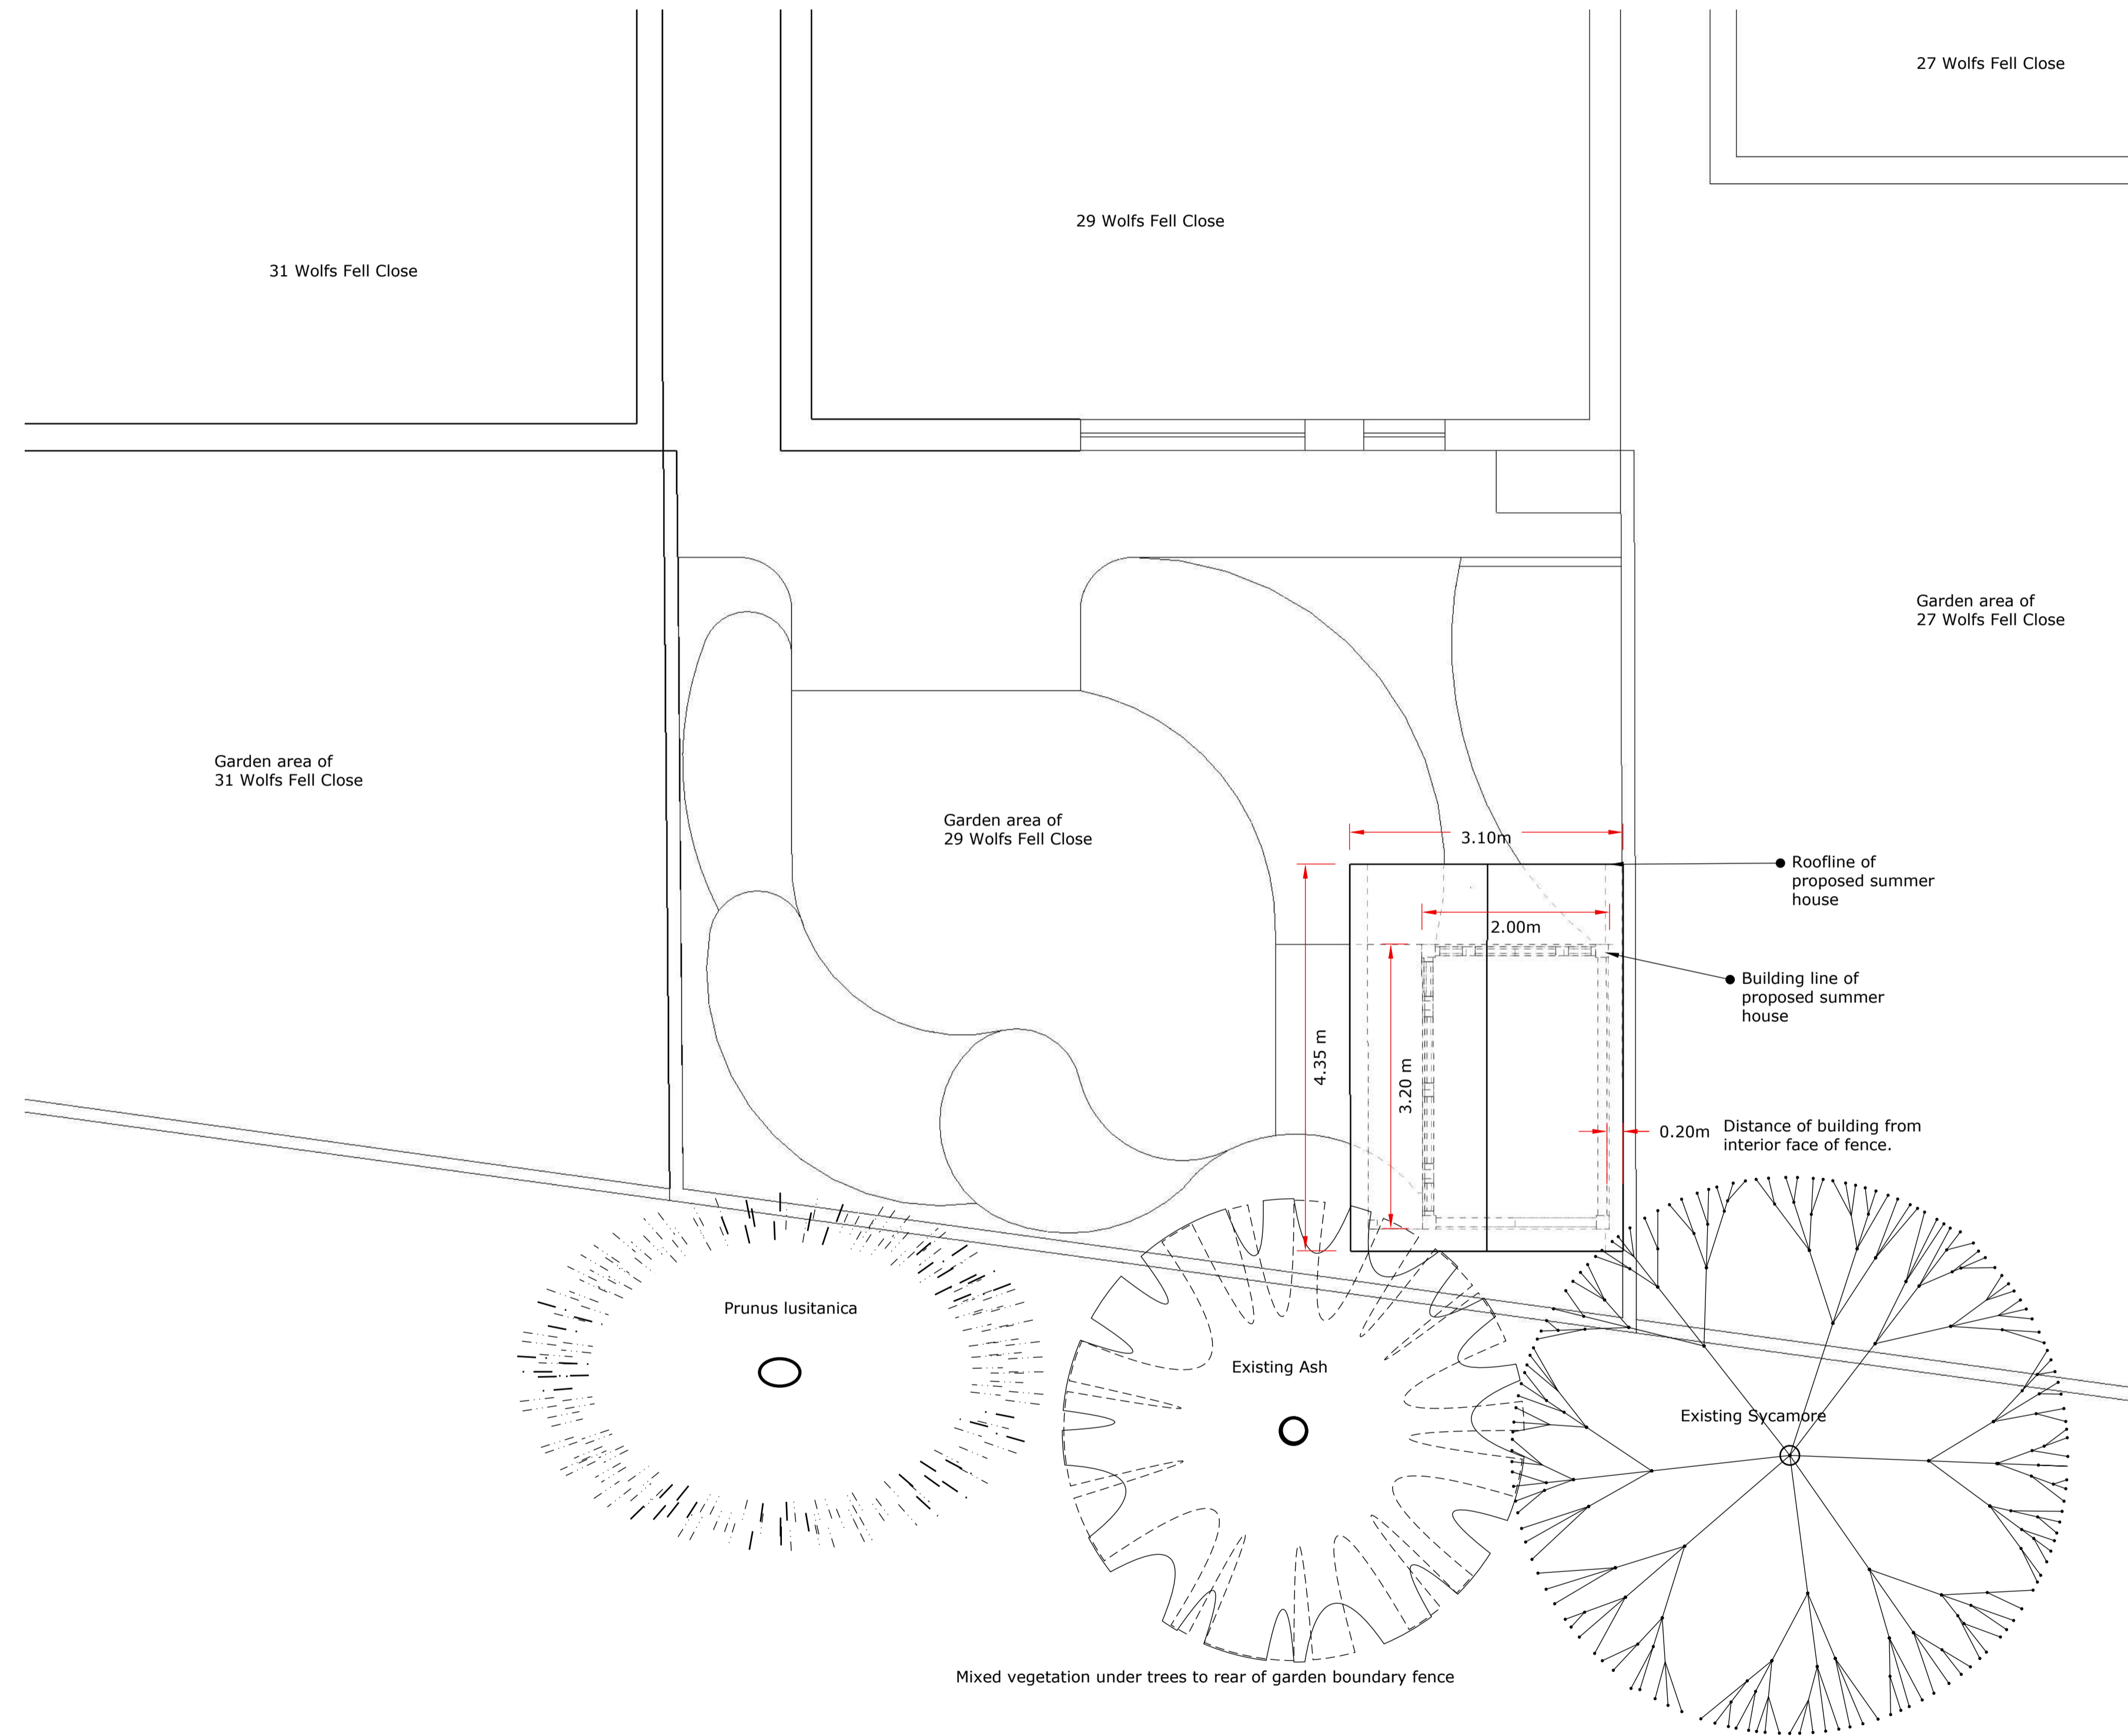 27 Wolfs Fell Close
29 Wolfs Fell Close
31 Wolfs Fell Close
Garden area of
27 Wolfs Fell Close
Garden area of
31 Wolfs Fell Close
Garden area of
29 Wolfs Fell Close
3.10m
Roofline of
proposed summer
house
2.00m
Building line of
proposed summer
house
4.35 m
3.20 m
0.20m
Distance of building from
interior face of fence.
Prunus lusitanica
Existing Ash
Existing Sycamore
Mixed vegetation under trees to rear of garden boundary fence